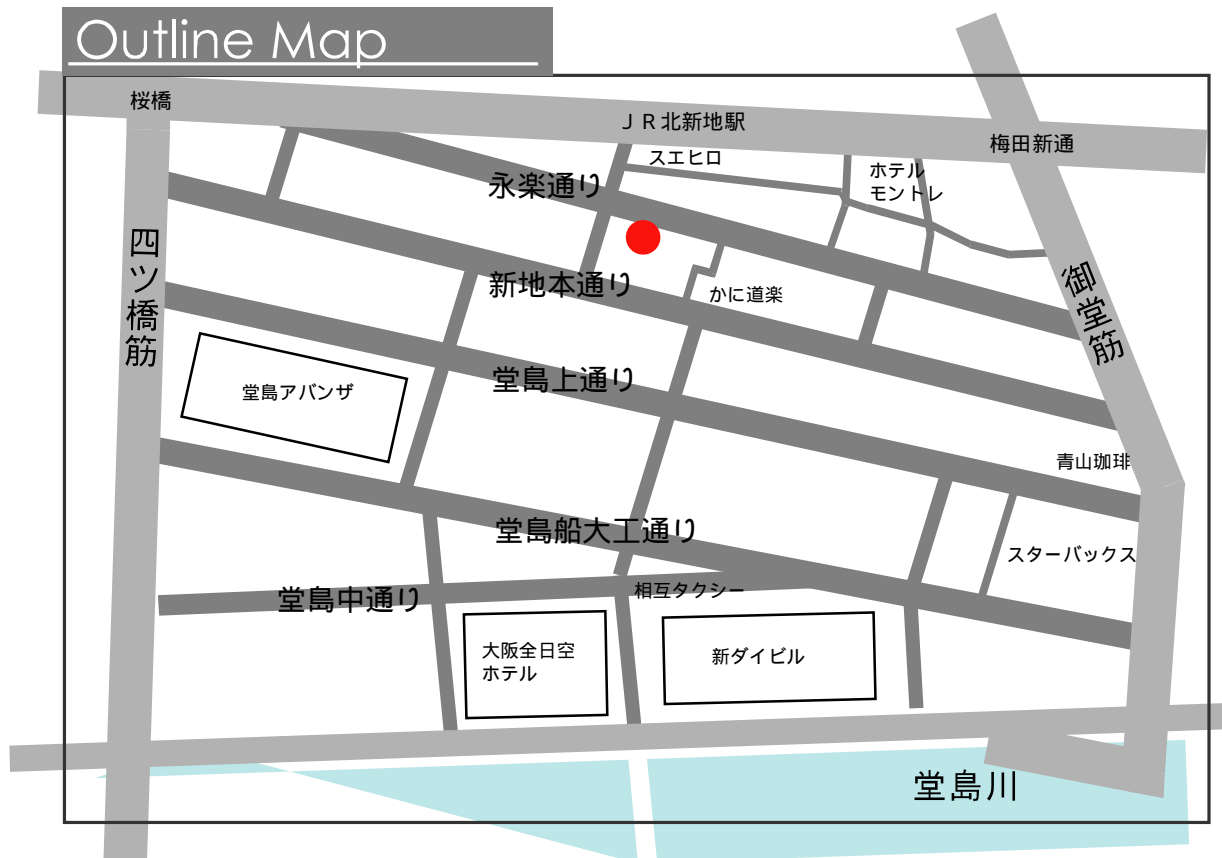 Outline Map
桜橋
ＪＲ北新地駅
梅田新通
スエヒロ
ホテル
モントレ
永楽通り
四ツ橋筋
新地本通り
かに道楽
御堂筋
堂島上通り
堂島アバンザ
青山珈琲
堂島船大工通り
スターバックス
堂島中通り
相互タクシー
大阪全日空
ホテル
新ダイビル
堂島川